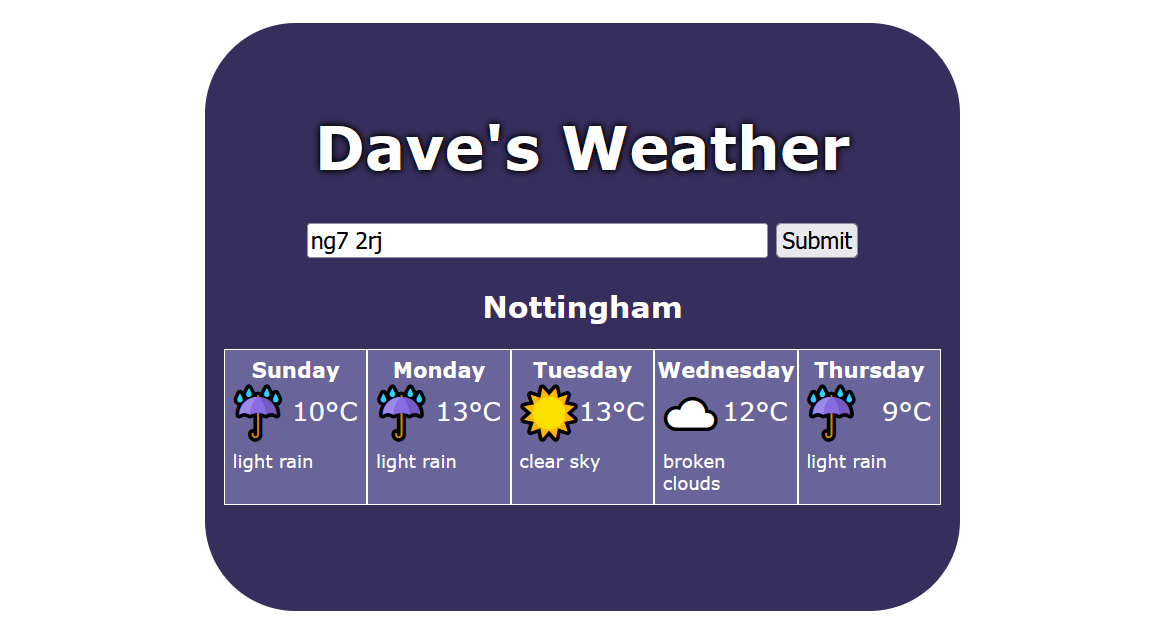 Dave's Weather
ng7 2rj Submit
Nottingham
Sunday Monday Tuesday Wednesday Thursday
10°C 13°C 13°C 12°C 9°C
light rain light rain clear sky broken light rain
clouds